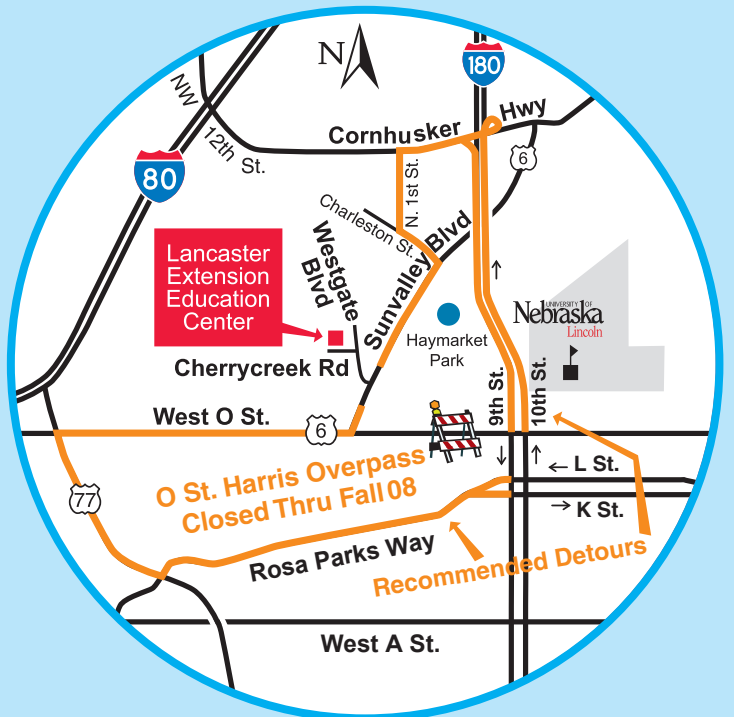 N
180
NW
12th St.
Cornhusker
Hwy
6
80
N. 1st St.
Charleston St.
Lancaster
Extension
Education
Center
Westgate
Blvd
Sunvalley Blvd
UNIVERSITY OF
Nebraska
Lincoln
Haymarket
Park
Cherrycreek Rd
9th St.
10th St.
West O St.
6
77
O St. Harris Overpass
Closed Thru Fall 08
L St.
K St.
Rosa Parks Way
Recommended Detours
West A St.